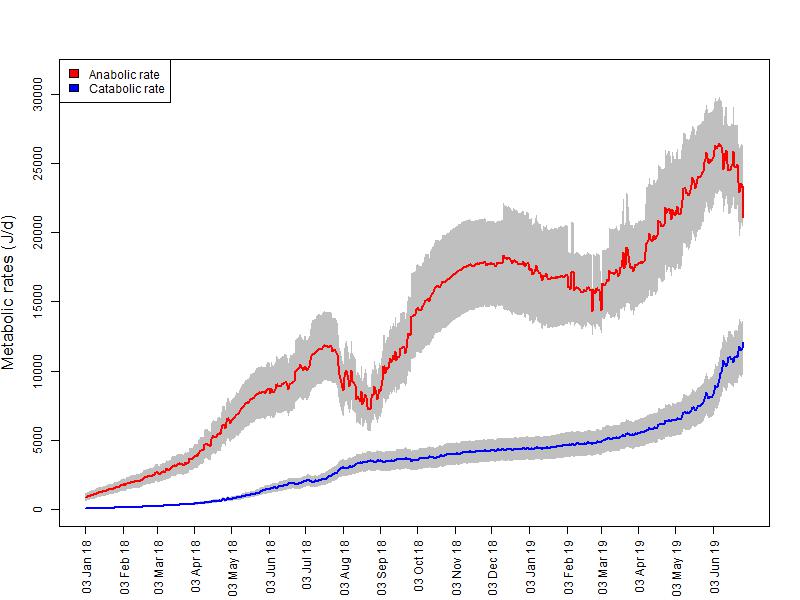 Anabolic rate
Catabolic rate
Metabolic rates (J/d)
30000
25000
20000
15000
10000
5000
0
03 Jan 18
03 Feb 18
03 Mar 18
03 Apr 18
03 May 18
03 Jun 18
03 Jul 18
03 Aug 18
03 Sep 18
03 Oct 18
03 Nov 18
03 Dec 18
03 Jan 19
03 Feb 19
03 Mar 19
03 Apr 19
03 May 19
03 Jun 19